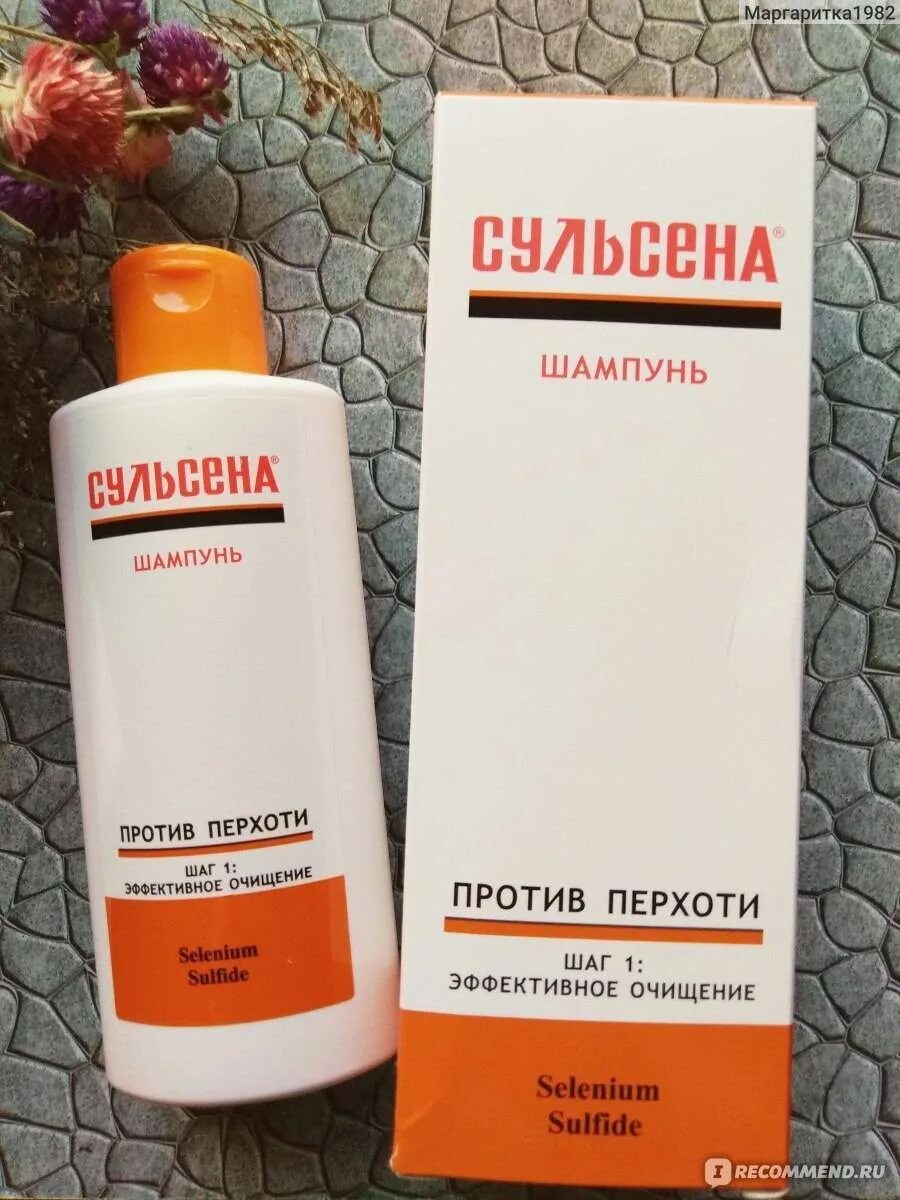 Маргаритка1982
СУЛЬСЕНА®
ШАМПУНЬ
ПРОТИВ ПЕРХОТИ
ШАГ 1:
ЭФФЕКТИВНОЕ ОЧИЩЕНИЕ
Selenium
Sulfide
СУЛЬСЕНА®
ШАМПУНЬ
ПРОТИВ ПЕРХОТИ
ШАГ 1:
ЭФФЕКТИВНОЕ ОЧИЩЕНИЕ
Selenium
Sulfide
IRECOMMEND.RU